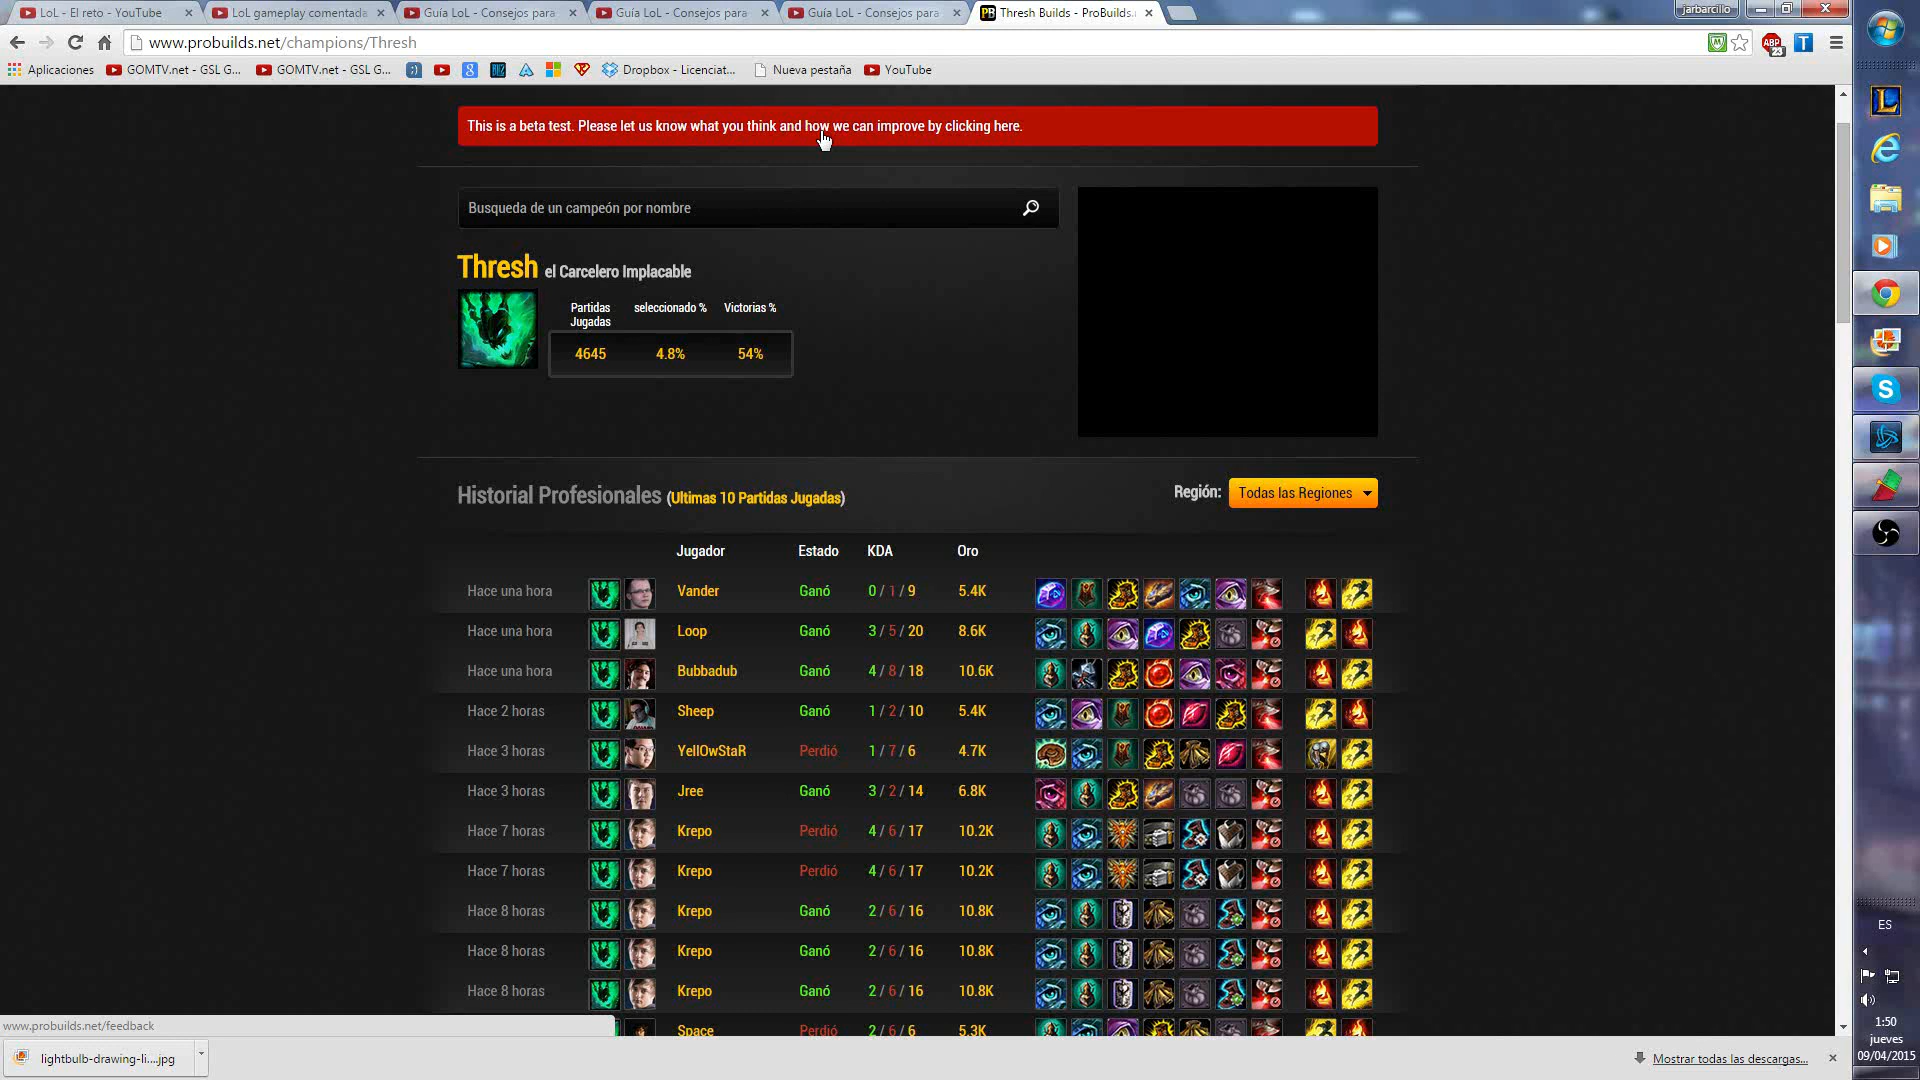 LoL - El reto - YouTube
LoL gameplay comentada
Guía LoL - Consejos para
Guía LoL - Consejos para
Guía LoL - Consejos para
PB Thresh Builds - ProBuilds.
jarbarcillo
www.probuilds.net/champions/Thresh
ABP 23
T
Aplicaciones
GOMTV.net - GSL G...
GOMTV.net - GSL G...
Dropbox - Licenciat...
Nueva pestaña
YouTube
This is a beta test. Please let us know what you think and how we can improve by clicking here.
Busqueda de un campeón por nombre
Thresh el Carcelero Implacable
Partidas Jugadas seleccionado % Victorias %
4645 4.8% 54%
Historial Profesionales (Ultimas 10 Partidas Jugadas)
Región: Todas las Regiones
Jugador Estado KDA Oro
Hace una hora Vander Ganó 0 / 1 / 9 5.4K
Hace una hora Loop Ganó 3 / 5 / 20 8.6K
Hace una hora Bubbadub Ganó 4 / 8 / 18 10.6K
Hace 2 horas Sheep Ganó 1 / 2 / 10 5.4K
Hace 3 horas YellOwStaR Perdió 1 / 7 / 6 4.7K
Hace 3 horas Jree Ganó 3 / 2 / 14 6.8K
Hace 7 horas Krepo Perdió 4 / 6 / 17 10.2K
Hace 7 horas Krepo Perdió 4 / 6 / 17 10.2K
Hace 8 horas Krepo Ganó 2 / 6 / 16 10.8K
Hace 8 horas Krepo Ganó 2 / 6 / 16 10.8K
Hace 8 horas Krepo Ganó 2 / 6 / 16 10.8K
Space Perdió 2 / 6 / 6 5.3K
www.probuilds.net/feedback
lightbulb-drawing-li....jpg
Mostrar todas las descargas...
ES
1:50
jueves
09/04/2015